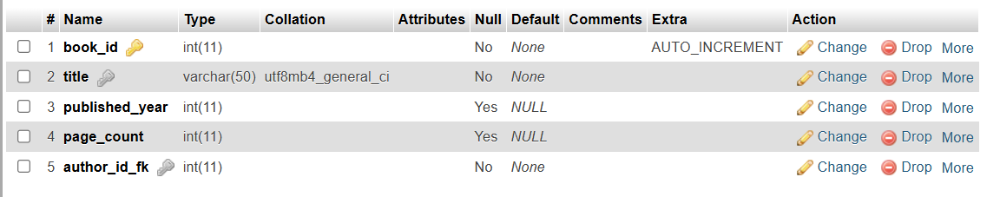 # Name Type Collation Attributes Null Default Comments Extra Action
1 book_id int(11) No None AUTO_INCREMENT Change Drop More
2 title varchar(50) utf8mb4_general_ci No None Change Drop More
3 published_year int(11) Yes NULL Change Drop More
4 page_count int(11) Yes NULL Change Drop More
5 author_id_fk int(11) No None Change Drop More